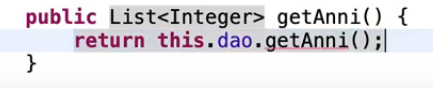 public List<Integer> getAnni() {
return this.dao.getAnni();
}